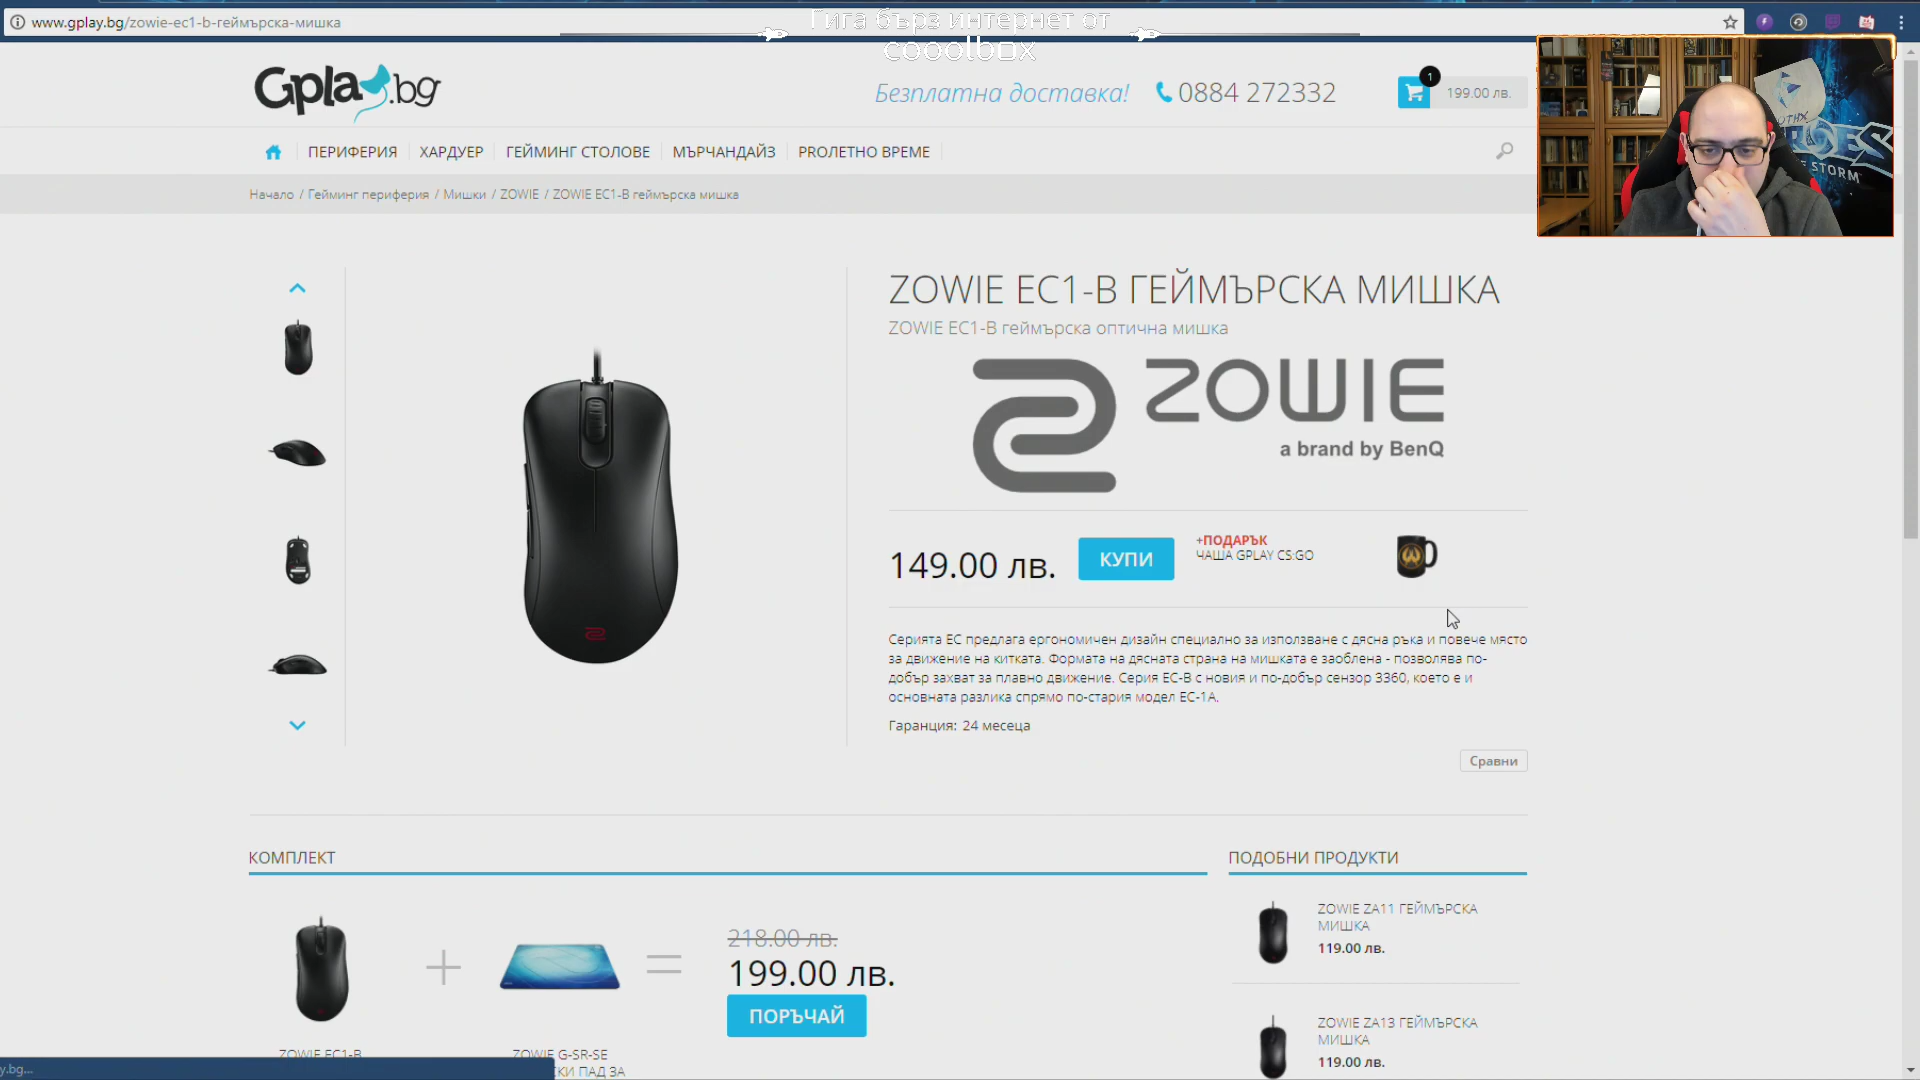 www.gplay.bg/zowie-ec1-b-геймърска-мишка
Гига бърз интернет от
cooolbox
Gplay.bg
Безплатна доставка!
0884 272332
1
199.00 лв.
ПЕРИФЕРИЯ
ХАРДУЕР
ГЕЙМИНГ СТОЛОВЕ
МЪРЧАНДАЙЗ
PROЛЕТНО ВРЕМЕ
STORM
Начало / Гейминг периферия / Мишки / ZOWIE / ZOWIE EC1-B геймърска мишка
ZOWIE EC1-B ГЕЙМЪРСКА МИШКА
ZOWIE EC1-B геймърска оптична мишка
ZOWIE
a brand by BenQ
149.00 лв.
КУПИ
+ПОДАРЪК
ЧАША GPLAY CS:GO
Серията EC предлага ергономичен дизайн специално за използване с дясна ръка и повече място
за движение на китката. Формата на дясната страна на мишката е заоблена - позволява по-
добър захват за плавно движение. Серия EC-B с новия и по-добър сензор 3360, което е и
основната разлика спрямо по-стария модел EC-1A.
Гаранция: 24 месеца
Сравни
КОМПЛЕКТ
ПОДОБНИ ПРОДУКТИ
218.00 лв.
199.00 лв.
ПОРЪЧАЙ
ZOWIE EC1-B
ZOWIE G-SR-SE
СКИ ПАД ЗА
ZOWIE ZA11 ГЕЙМЪРСКА
МИШКА
119.00 лв.
ZOWIE ZA13 ГЕЙМЪРСКА
МИШКА
119.00 лв.
y.bg...